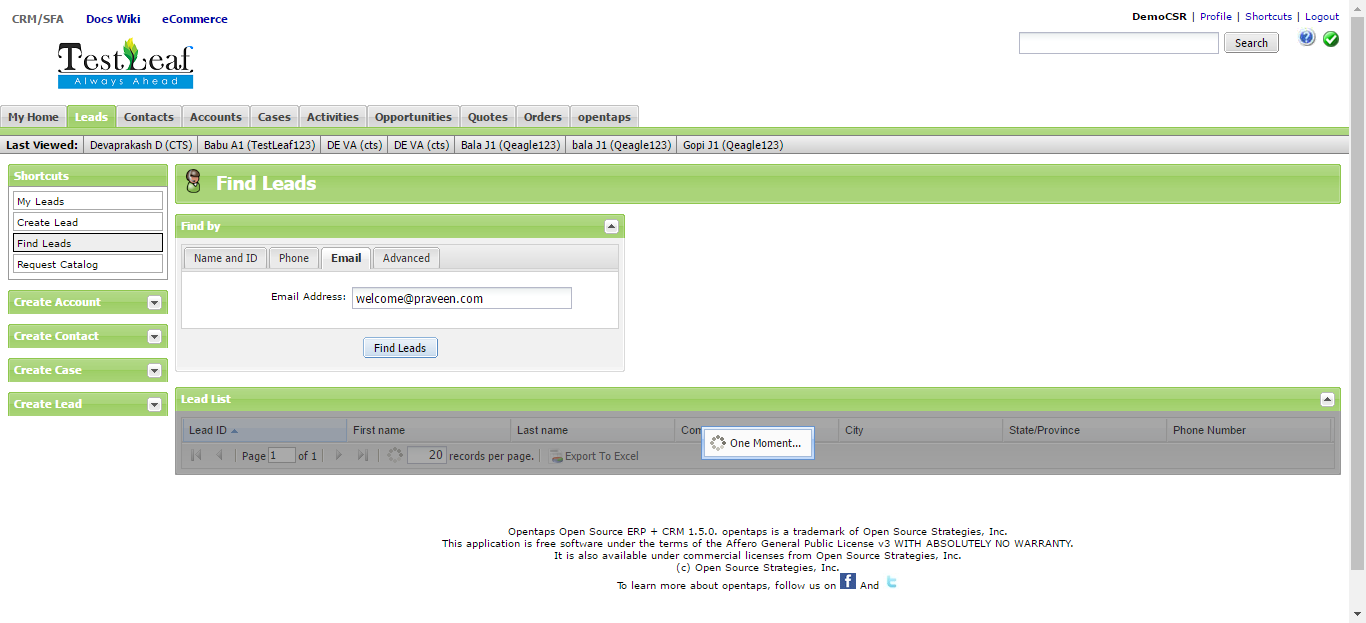 CRM/SFA Docs Wiki eCommerce
DemoCSR | Profile | Shortcuts | Logout
TestLeaf
Always Ahead
Search
My Home Leads Contacts Accounts Cases Activities Opportunities Quotes Orders opentaps
Last Viewed: Devaprakash D (CTS) Babu A1 (TestLeaf123) DE VA (cts) DE VA (cts) Bala J1 (Qeagle123) bala J1 (Qeagle123) Gopi J1 (Qeagle123)
Shortcuts
My Leads
Create Lead
Find Leads
Request Catalog
Create Account
Create Contact
Create Case
Create Lead
Find Leads
Find by
Name and ID Phone Email Advanced
Email Address: welcome@praveen.com
Find Leads
Lead List
Lead ID First name Last name City State/Province Phone Number
One Moment...
Page 1 of 1 20 records per page. Export To Excel
Opentaps Open Source ERP + CRM 1.5.0. opentaps is a trademark of Open Source Strategies, Inc.
This application is free software under the terms of the Affero General Public License v3 WITH ABSOLUTELY NO WARRANTY.
It is also available under commercial licenses from Open Source Strategies, Inc.
(c) Open Source Strategies, Inc.
To learn more about opentaps, follow us on And